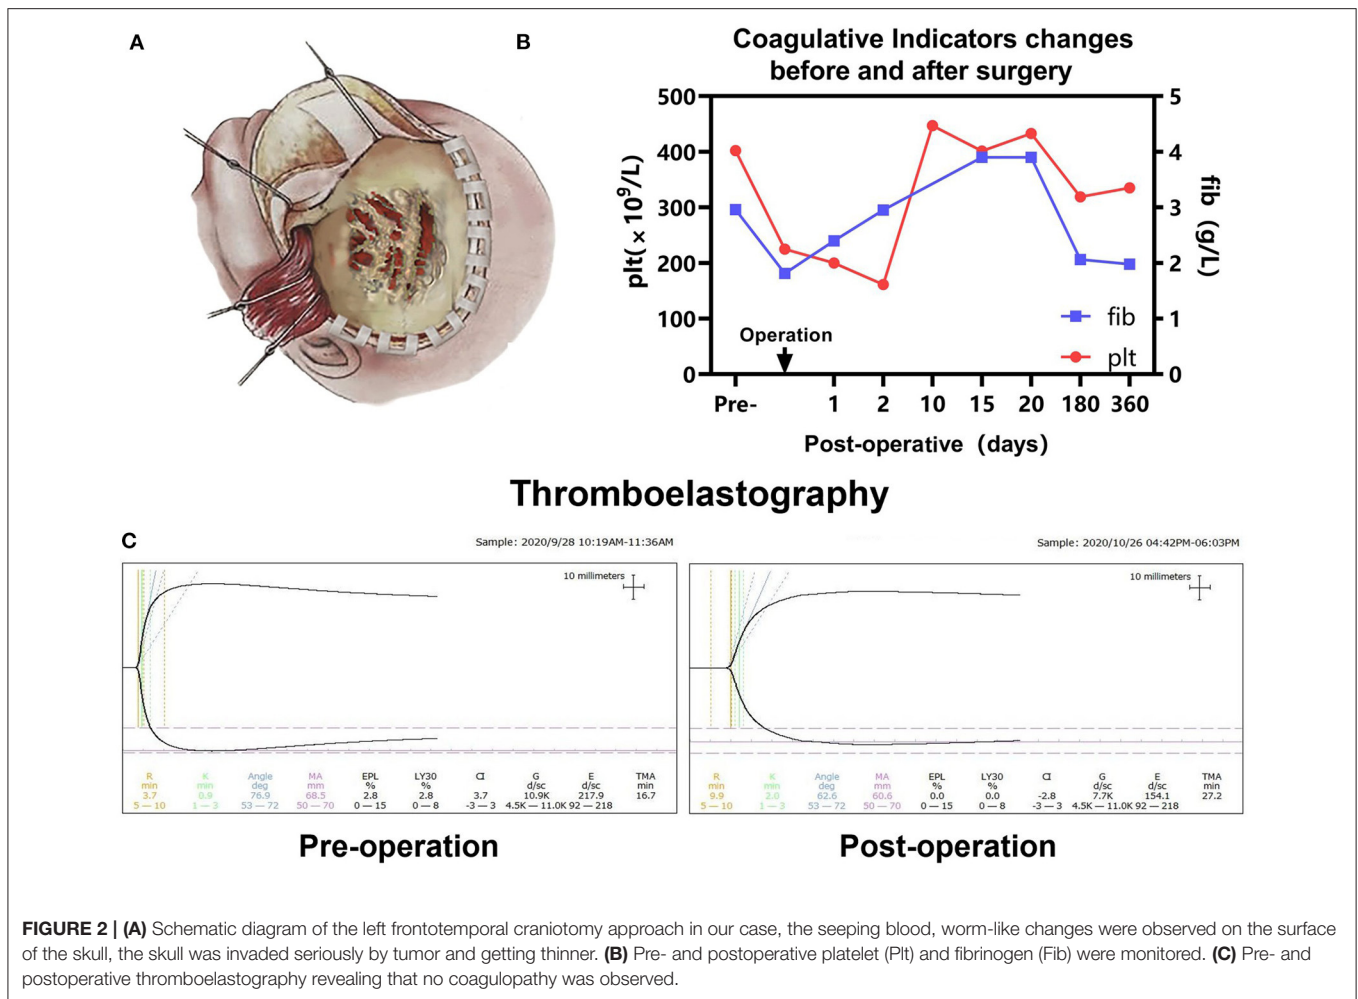 (A)
(B)
Coagulative Indicators changes
before and after surgery
500
400
300
200
100
0
plt( × 10⁹/L)
5
4
3
2
1
0
fib (g/L)
Operation
fib
plt
Pre- 1 2 10 15 20 180 360
Post-operative (days)
Thromboelastography
(C)
Sample: 2020/9/28 10:19AM-11:36AM
10 millimeters
R K Angle MA EPL LY30 CI G E TMA
min min deg mm % % d/sc d/sc min
3.7 0.9 76.9 68.5 2.8 2.8 3.7 10.9K 217.9 16.7
5 — 10 1 — 3 53 — 72 50 — 70 0 — 15 0 — 8 -3 — 3 4.5K — 11.0K 92 — 218
Pre-operation
Sample: 2020/10/26 04:42PM-06:03PM
10 millimeters
R K Angle MA EPL LY30 CI G E TMA
min min deg mm % % d/sc d/sc min
9.9 2.0 62.6 60.6 0.0 0.0 -2.8 7.7K 154.1 27.2
5 — 10 1 — 3 53 — 72 50 — 70 0 — 15 0 — 8 -3 — 3 4.5K — 11.0K 92 — 218
Post-operation
FIGURE 2 | (A) Schematic diagram of the left frontotemporal craniotomy approach in our case, the seeping blood, worm-like changes were observed on the surface
of the skull, the skull was invaded seriously by tumor and getting thinner. (B) Pre- and postoperative platelet (Plt) and fibrinogen (Fib) were monitored. (C) Pre- and
postoperative thromboelastography revealing that no coagulopathy was observed.